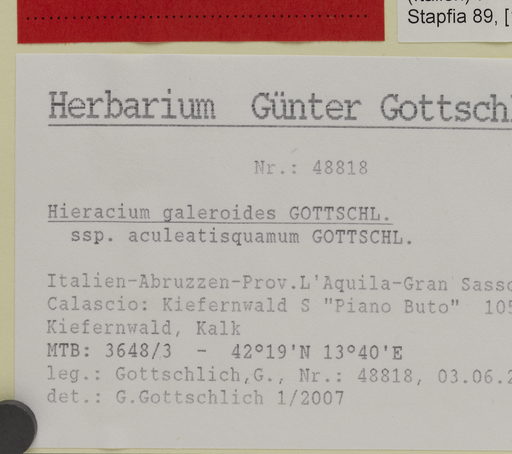 Stapfia 89, [
Herbarium Günter Gottschl
Nr.: 48818
Hieracium galeroides GOTTSCHL.
ssp. aculeatisquamum GOTTSCHL.
Italien-Abruzzen-Prov.L'Aquila-Gran Sasso
Calascio: Kiefernwald S "Piano Buto" 105
Kiefernwald, Kalk
MTB: 3648/3 - 42°19'N 13°40'E
leg.: Gottschlich,G., Nr.: 48818, 03.06.2
det.: G.Gottschlich 1/2007